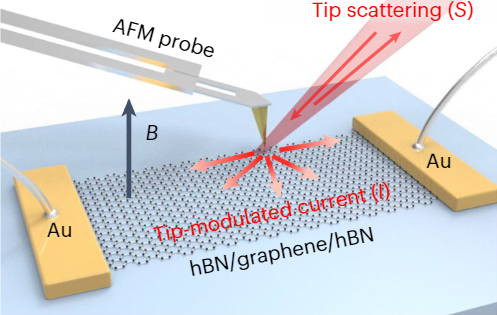 Tip scattering (S)
AFM probe
B
Au
Au
Tip-modulated current (I)
hBN/graphene/hBN